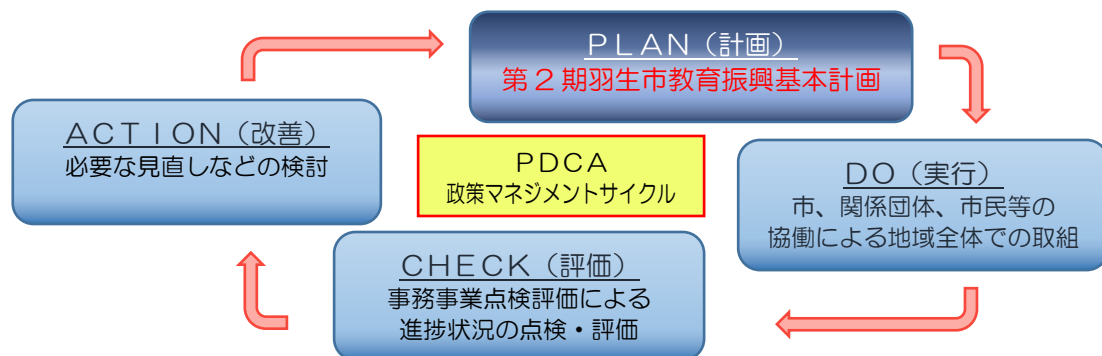 ＰＬＡＮ（計画）
第２期羽生市教育振興基本計画
ＡＣＴＩＯＮ（改善）
必要な見直しなどの検討
ＰＤＣＡ
政策マネジメントサイクル
ＤＯ（実行）
市、関係団体、市民等の
協働による地域全体での取組
ＣＨＥＣＫ（評価）
事務事業点検評価による
進捗状況の点検・評価